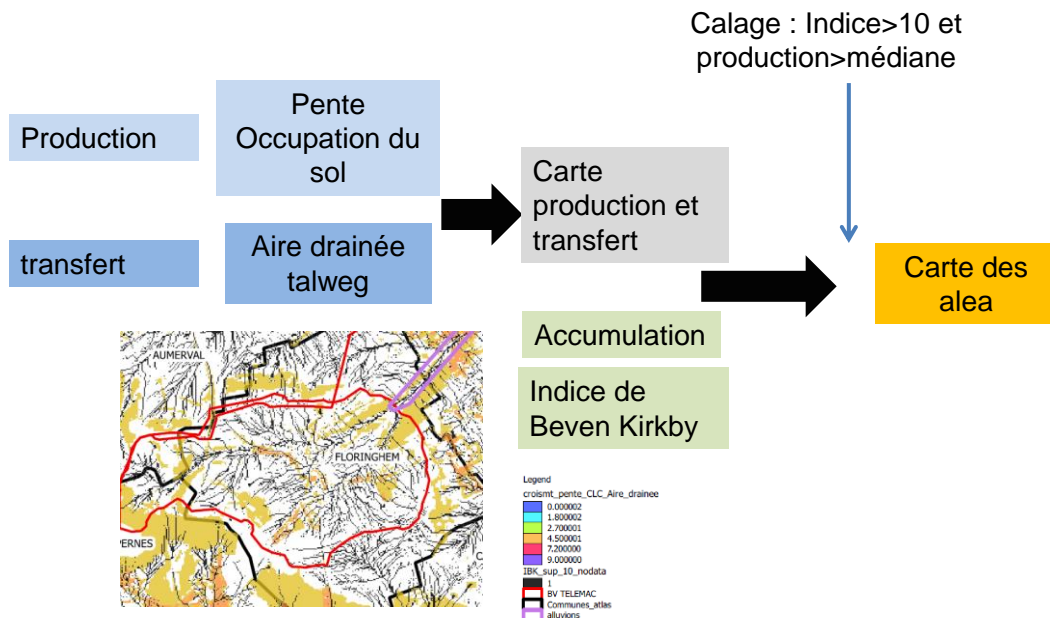 Calage : Indice>10 et
production>médiane
Production
Pente
Occupation du
sol
transfert
Aire drainée
talweg
Carte
production et
transfert
Carte des
alea
Accumulation
Indice de
Beven Kirkby
AUMERVAL
FLORINGHEM
PERNES
C
Legend
croismt_pente_CLC_Aire_drainee
0.000002
1.800002
2.700001
4.500001
7.200000
9.000000
IBK_sup_10_nodata
1
BV TELEMAC
Communes_atlas
alluvions